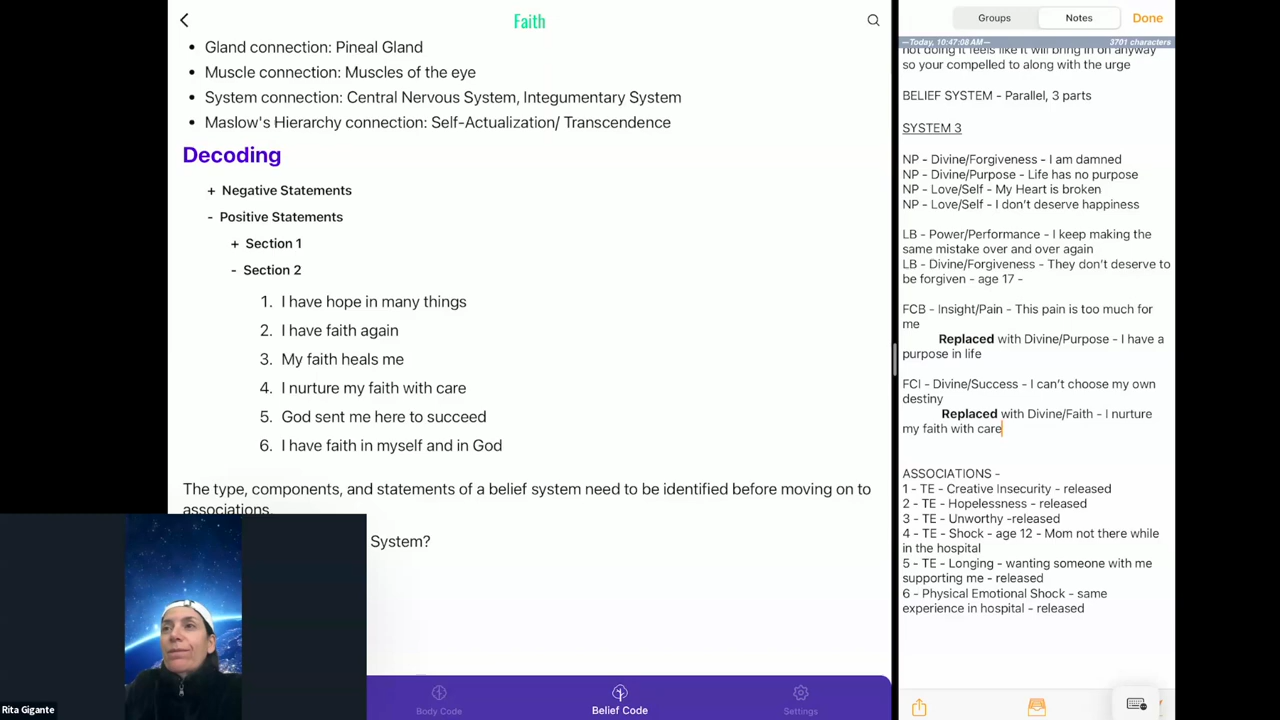 Faith
• Gland connection: Pineal Gland
• Muscle connection: Muscles of the eye
• System connection: Central Nervous System, Integumentary System
• Maslow's Hierarchy connection: Self-Actualization/ Transcendence
Decoding
+ Negative Statements
- Positive Statements
+ Section 1
- Section 2
1. I have hope in many things
2. I have faith again
3. My faith heals me
4. I nurture my faith with care
5. God sent me here to succeed
6. I have faith in myself and in God
The type, components, and statements of a belief system need to be identified before moving on to
associations.
System?
Rita Gigante
Body Code
Belief Code
Settings
Groups
Notes
Done
—Today, 10:47:08 AM—
3701 characters
not doing it feels like it will bring in on anyway
so your compelled to along with the urge
BELIEF SYSTEM - Parallel, 3 parts
SYSTEM 3
NP - Divine/Forgiveness - I am damned
NP - Divine/Purpose - Life has no purpose
NP - Love/Self - My Heart is broken
NP - Love/Self - I don't deserve happiness
LB - Power/Performance - I keep making the
same mistake over and over again
LB - Divine/Forgiveness - They don't deserve to
be forgiven - age 17 -
FCB - Insight/Pain - This pain is too much for
me
Replaced with Divine/Purpose - I have a
purpose in life
FCI - Divine/Success - I can't choose my own
destiny
Replaced with Divine/Faith - I nurture
my faith with care
ASSOCIATIONS -
1 - TE - Creative Insecurity - released
2 - TE - Hopelessness - released
3 - TE - Unworthy -released
4 - TE - Shock - age 12 - Mom not there while
in the hospital
5 - TE - Longing - wanting someone with me
supporting me - released
6 - Physical Emotional Shock - same
experience in hospital - released